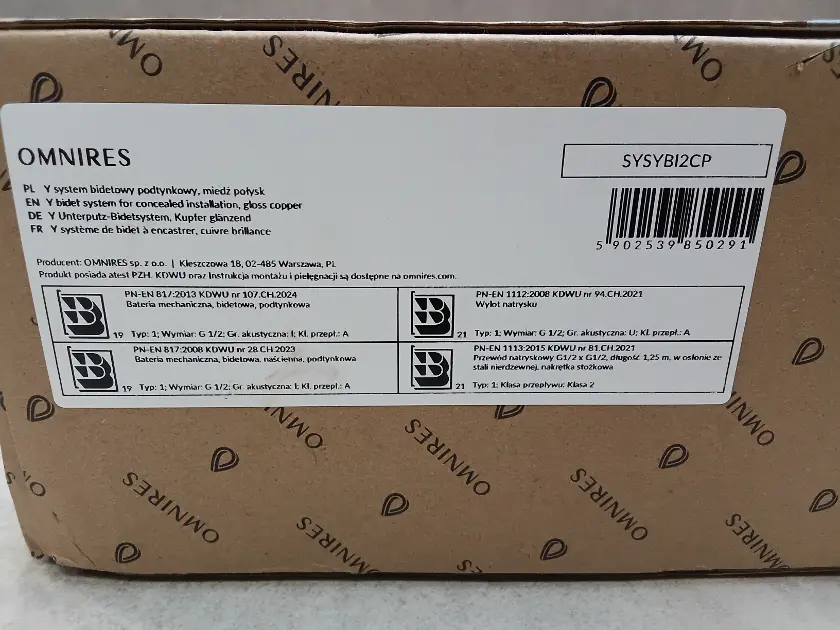 OMNIRES
SYSYBI2CP
PL Y system bidetowy podtynkowy, miedź połysk
EN Y bidet system for concealed installation, gloss copper
DE Y Unterputz-Bidetsystem, Kupfer glänzend
FR Y système de bidet à encastrer, cuivre brillance
5 902539 850291
Producent: OMNIRES sp. z o.o. | Kleszczowa 18, 02-485 Warszawa, PL
Produkt posiada atest PZH. KDWU oraz Instrukcja montażu i pielęgnacji są dostępne na omnires.com.
PN-EN 817:2013 KDWU nr 107.CH.2024
Bateria mechaniczna, bidetowa, podtynkowa
19 Typ: 1; Wymiar: G 1/2; Gr. akustyczna: I; Kl. przepł.: A
PN-EN 1112:2008 KDWU nr 94.CH.2021
Wylot natrysku
21 Typ: 1; Wymiar: G 1/2; Gr. akustyczna: U; Kl. przepł.: A
PN-EN 817:2008 KDWU nr 28.CH.2023
Bateria mechaniczna, bidetowa, naścienna, podtynkowa
19 Typ: 1; Wymiar: G 1/2; Gr. akustyczna: I; Kl. przepł.: A
PN-EN 1113:2015 KDWU nr 81.CH.2021
Przewód natryskowy G1/2 x G1/2, długość 1,25 m, w osłonie ze
stali nierdzewnej, nakrętka stożkowa
21 Typ: 1; Klasa przepływu: Klasa 2
OMNIRES
OMNIRES
OMNIRES
OMNIRES
OMNIRES